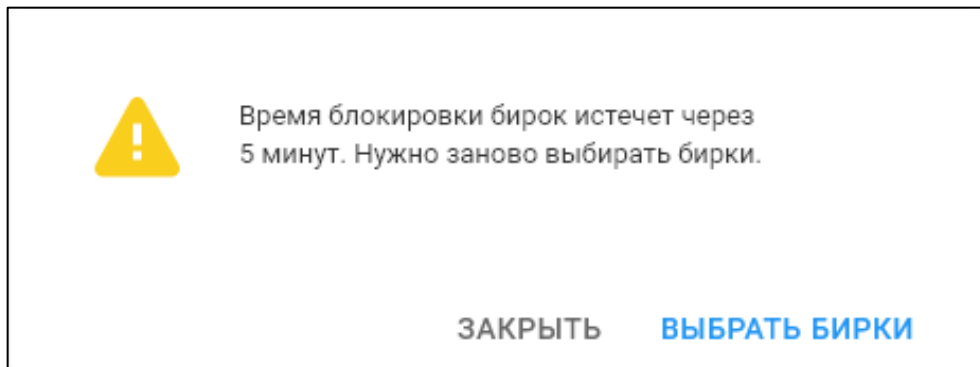 Время блокировки бирок истечет через
5 минут. Нужно заново выбирать бирки.
ЗАКРЫТЬ ВЫБРАТЬ БИРКИ